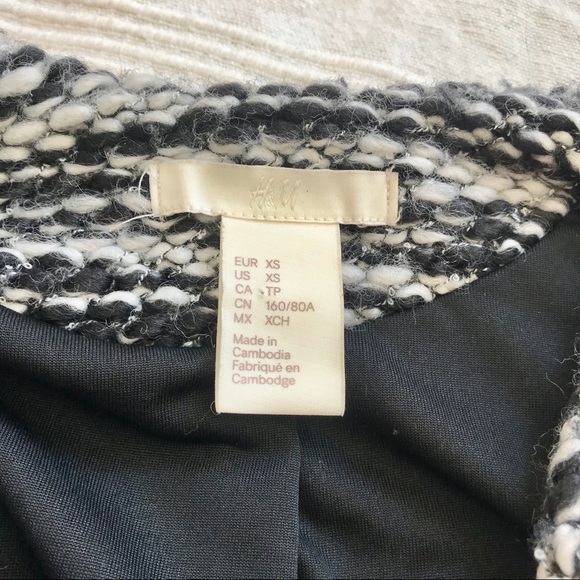 H&M
EUR XS
US XS
CA TP
CN 160/80A
MX XCH
Made in
Cambodia
Fabriqué en
Cambodge